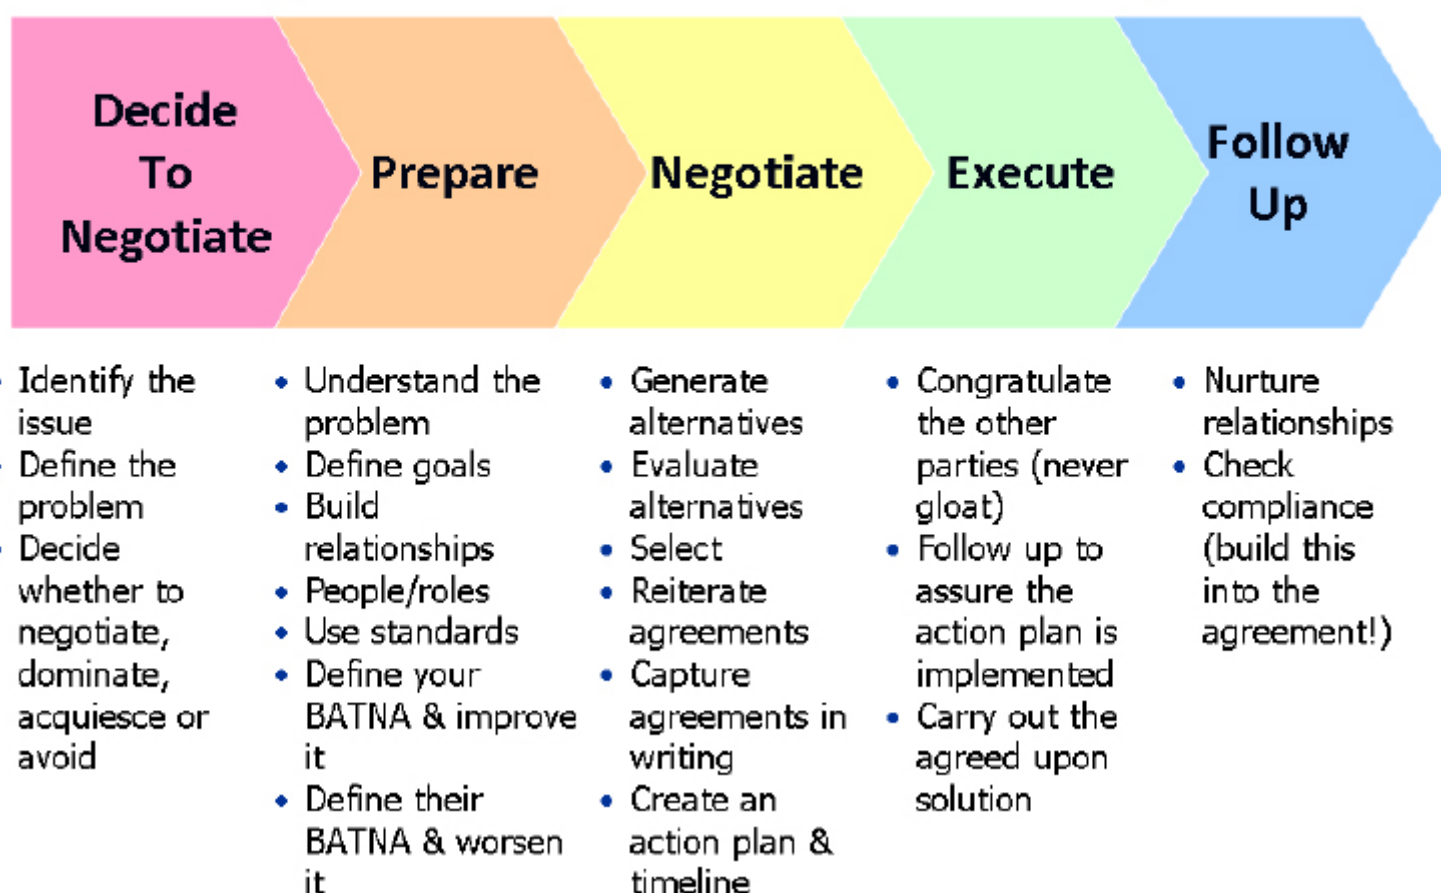 Decide
To
Negotiate
Prepare
Negotiate
Execute
Follow
Up
• Identify the
issue
• Define the
problem
• Decide
whether to
negotiate,
dominate,
acquiesce or
avoid
• Understand the
problem
• Define goals
• Build
relationships
• People/roles
• Use standards
• Define your
BATNA & improve
it
• Define their
BATNA & worsen
it
• Generate
alternatives
• Evaluate
alternatives
• Select
• Reiterate
agreements
• Capture
agreements in
writing
• Create an
action plan &
timeline
• Congratulate
the other
parties (never
gloat)
• Follow up to
assure the
action plan is
implemented
• Carry out the
agreed upon
solution
• Nurture
relationships
• Check
compliance
(build this
into the
agreement!)